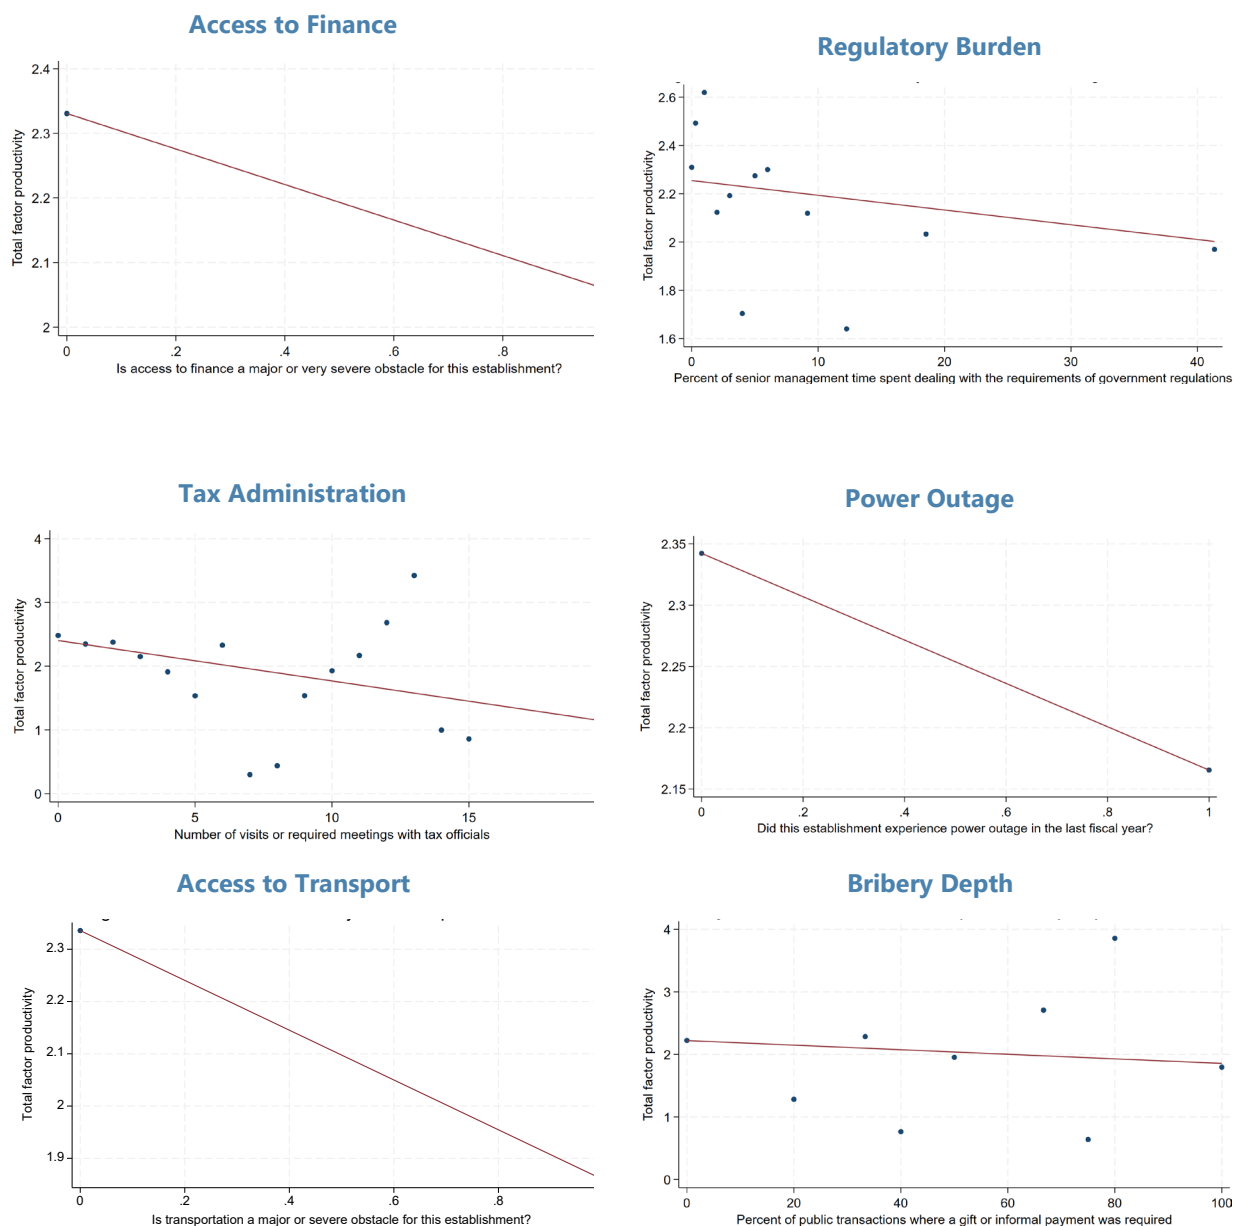 Access to Finance
Total factor productivity
2.4
2.3
2.2
2.1
2
0 .2 .4 .6 .8
Is access to finance a major or very severe obstacle for this establishment?
Regulatory Burden
Total factor productivity
2.6
2.4
2.2
2
1.8
1.6
0 10 20 30 40
Percent of senior management time spent dealing with the requirements of government regulations
Tax Administration
Total factor productivity
4
3
2
1
0
0 5 10 15
Number of visits or required meetings with tax officials
Power Outage
Total factor productivity
2.35
2.3
2.25
2.2
2.15
0 .2 .4 .6 .8 1
Did this establishment experience power outage in the last fiscal year?
Access to Transport
Total factor productivity
2.3
2.2
2.1
2
1.9
0 .2 .4 .6 .8
Is transportation a major or severe obstacle for this establishment?
Bribery Depth
Total factor productivity
4
3
2
1
0
0 20 40 60 80 100
Percent of public transactions where a gift or informal payment was required